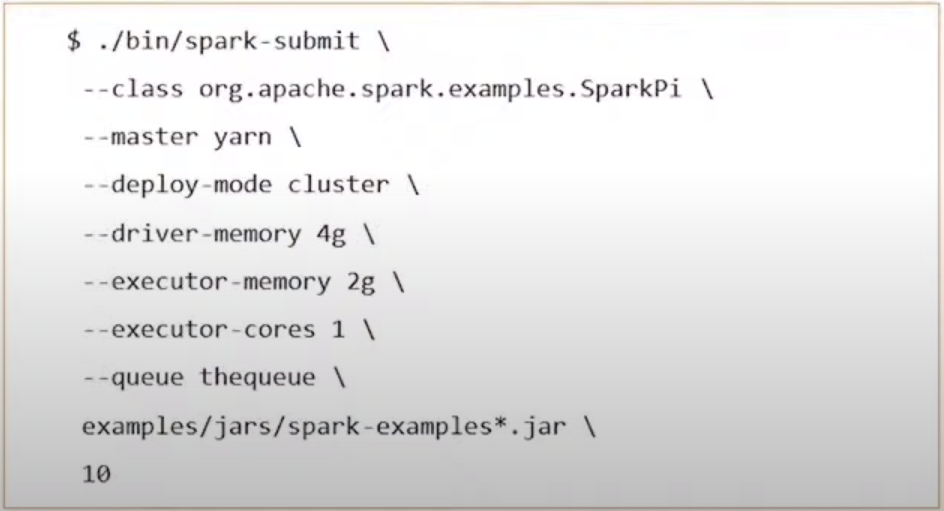 $ ./bin/spark-submit \
--class org.apache.spark.examples.SparkPi \
--master yarn \
--deploy-mode cluster \
--driver-memory 4g \
--executor-memory 2g \
--executor-cores 1 \
--queue thequeue \
examples/jars/spark-examples*.jar \
10